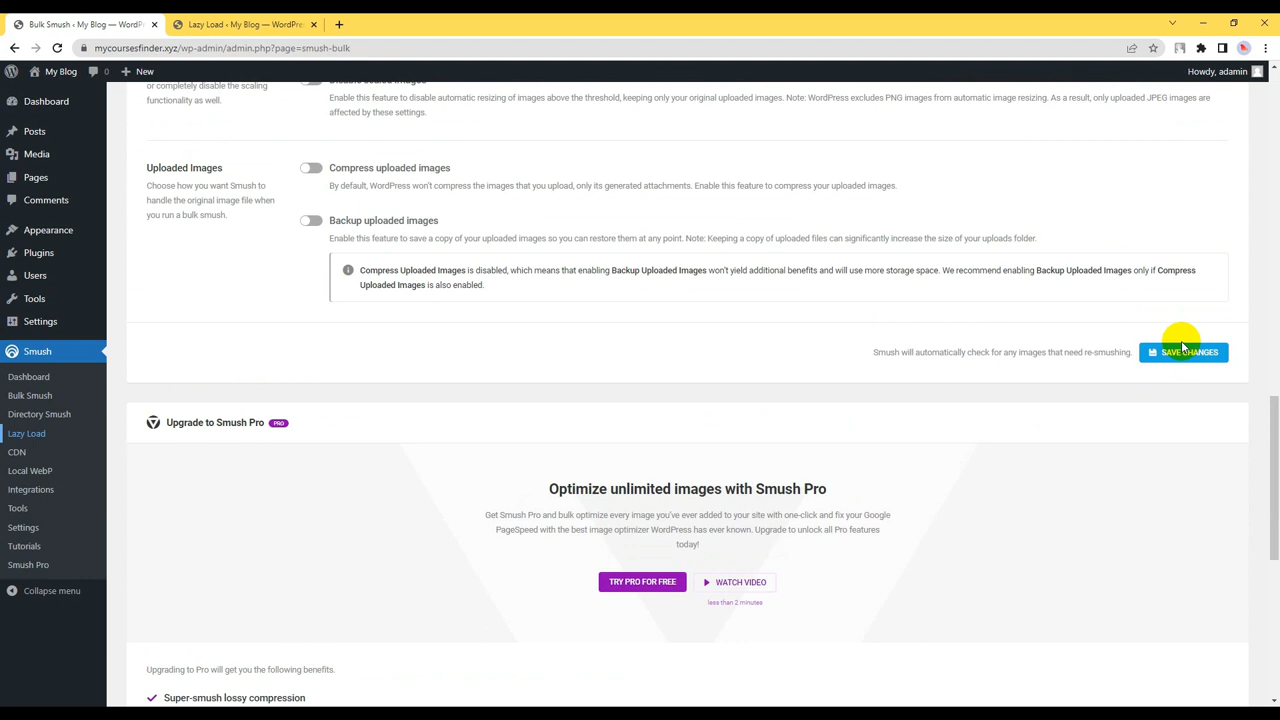 Bulk Smush ‹ My Blog — WordPr
Lazy Load ‹ My Blog — WordPre
mycoursesfinder.xyz/wp-admin/admin.php?page=smush-bulk
My Blog
0
New
Howdy, adamin
Dashboard
Posts
Media
Pages
Comments
Appearance
Plugins
Users
Tools
Settings
Smush
Dashboard
Bulk Smush
Directory Smush
Lazy Load
CDN
Local WebP
Integrations
Tools
Settings
Tutorials
Smush Pro
Collapse menu
or completely disable the scaling
functionality as well.
Disable scaled images
Enable this feature to disable automatic resizing of images above the threshold, keeping only your original uploaded images. Note: WordPress excludes PNG images from automatic image resizing. As a result, only uploaded JPEG images are
affected by these settings.
Uploaded Images
Choose how you want Smush to
handle the original image file when
you run a bulk smush.
Compress uploaded images
By default, WordPress won't compress the images that you upload, only its generated attachments. Enable this feature to compress your uploaded images.
Backup uploaded images
Enable this feature to save a copy of your uploaded images so you can restore them at any point. Note: Keeping a copy of uploaded files can significantly increase the size of your uploads folder.
Compress Uploaded Images is disabled, which means that enabling Backup Uploaded Images won't yield additional benefits and will use more storage space. We recommend enabling Backup Uploaded Images only if Compress
Uploaded Images is also enabled.
Smush will automatically check for any images that need re-smushing.
SAVE CHANGES
Upgrade to Smush Pro
PRO
Optimize unlimited images with Smush Pro
Get Smush Pro and bulk optimize every image you've ever added to your site with one-click and fix your Google
PageSpeed with the best image optimizer WordPress has ever known. Upgrade to unlock all Pro features
today!
TRY PRO FOR FREE
WATCH VIDEO
less than 2 minutes
Upgrading to Pro will get you the following benefits.
Super-smush lossy compression